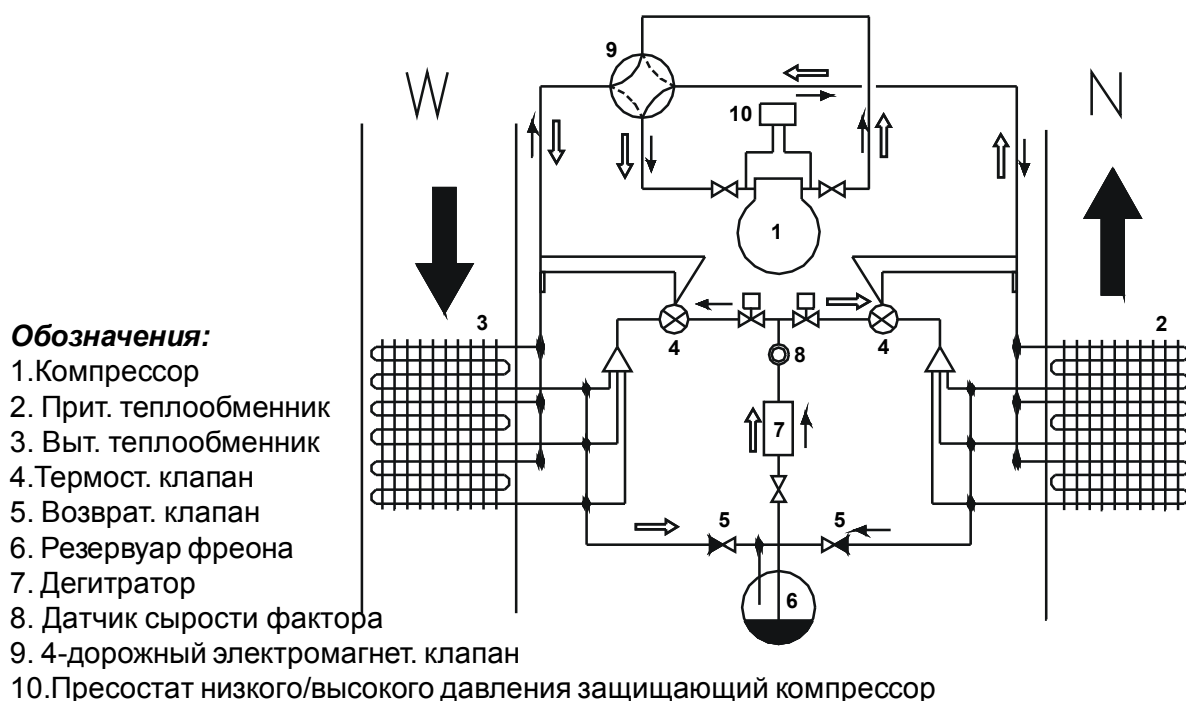 9
W
N
10
1
3
2
4
4
8
7
5
5
6
Обозначения:
1.Компрессор
2. Прит. теплообменник
3. Выт. теплообменник
4.Термост. клапан
5. Возврат. клапан
6. Резервуар фреона
7. Дегитратор
8. Датчик сырости фактора
9. 4-дорожный электромагнет. клапан
10.Пресостат низкого/высокого давления защищающий компрессор